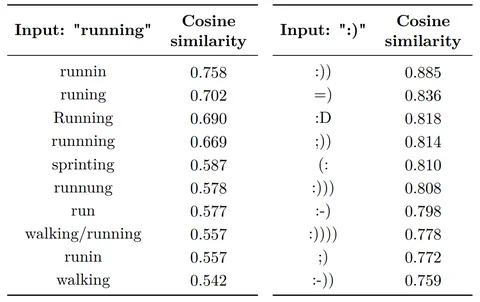 Input: "running" Cosine similarity Input: ":)" Cosine similarity
runnin 0.758 :)) 0.885
runing 0.702 =) 0.836
Running 0.690 :D 0.818
runnning 0.669 ;)) 0.814
sprinting 0.587 (: 0.810
runnung 0.578 :))) 0.808
run 0.577 :-) 0.798
walking/running 0.557 :)))) 0.778
runin 0.557 ;) 0.772
walking 0.542 :-)) 0.759